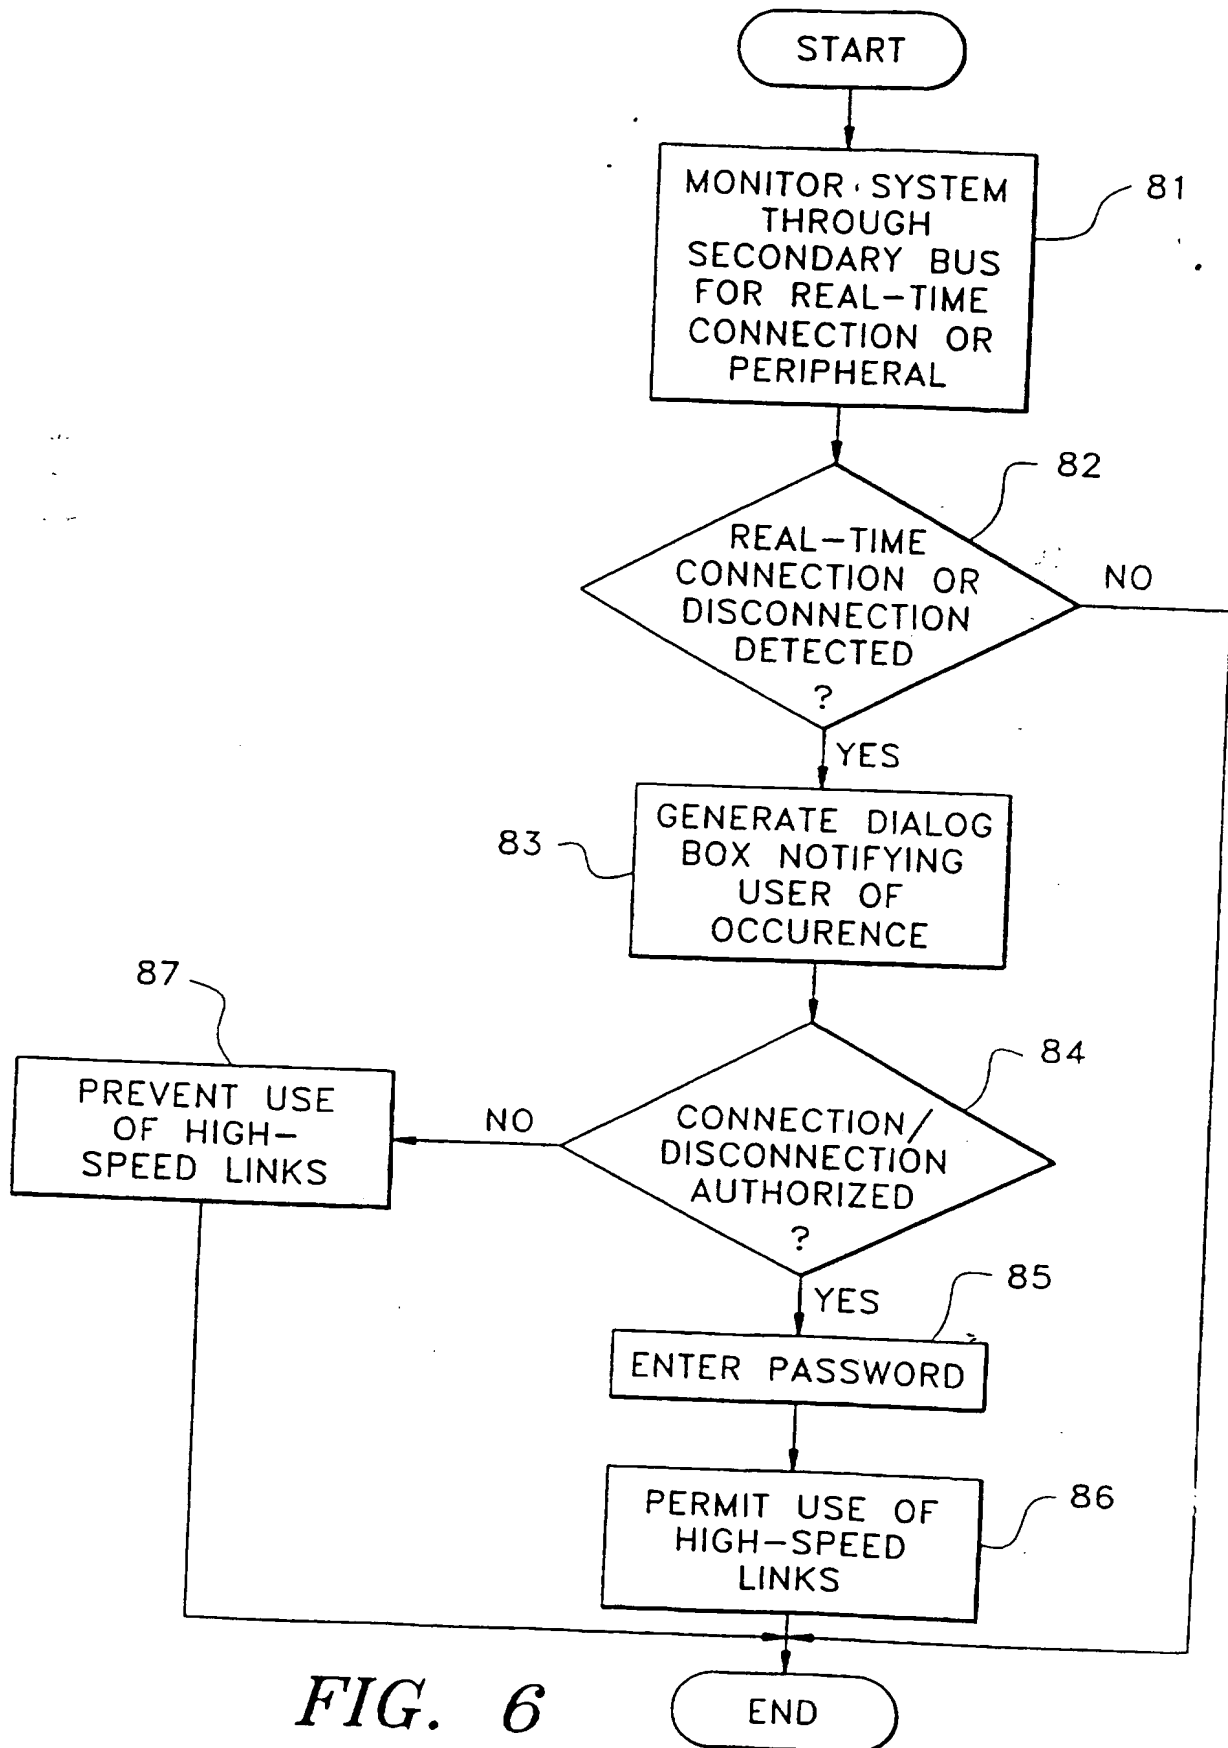 START
MONITOR SYSTEM
THROUGH
SECONDARY BUS
FOR REAL-TIME
CONNECTION OR
PERIPHERAL
81
82
REAL-TIME
CONNECTION OR
DISCONNECTION
DETECTED
?
NO
YES
GENERATE DIALOG
BOX NOTIFYING
USER OF
OCCURENCE
83
87
PREVENT USE
OF HIGH-
SPEED LINKS
NO
84
CONNECTION/
DISCONNECTION
AUTHORIZED
?
YES
85
ENTER PASSWORD
PERMIT USE OF
HIGH-SPEED
LINKS
86
END
FIG. 6